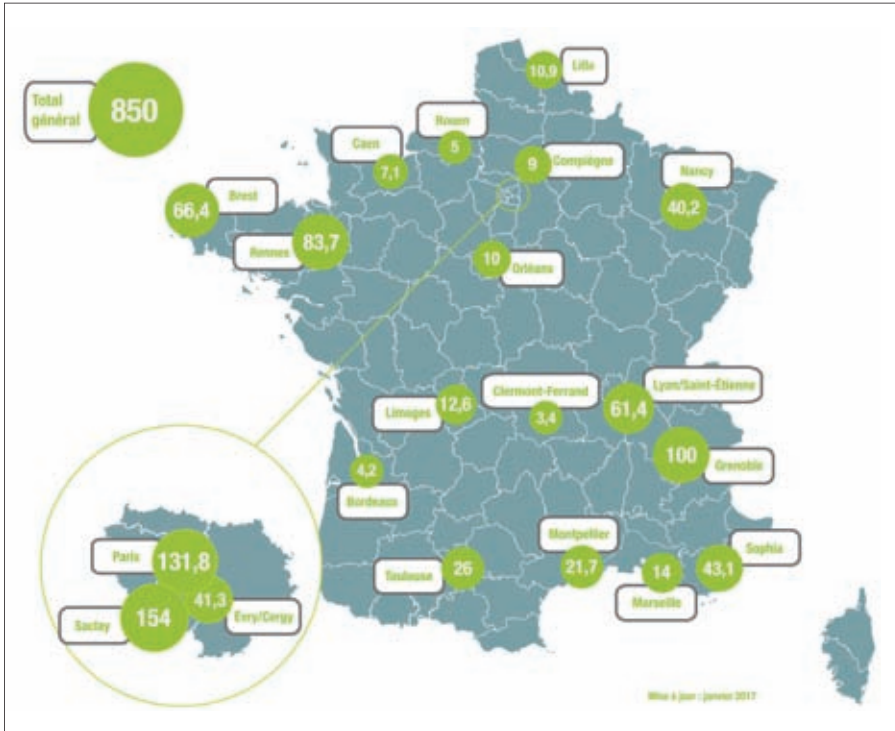 Total
général
850
10,9
Lille
Rouen
5
Caen
7,1
9
Compiègne
Nancy
40,2
66,4
Brest
83,7
Rennes
10
Orléans
Limoges
12,6
Clermont-Ferrand
3,4
Lyon/Saint-Étienne
61,4
100
Grenoble
4,2
Bordeaux
Toulouse
26
Montpellier
21,7
14
Marseille
43,1
Sophia
Paris
131,8
41,3
Evry/Cergy
Saclay
154
Mise à jour : janvier 2017